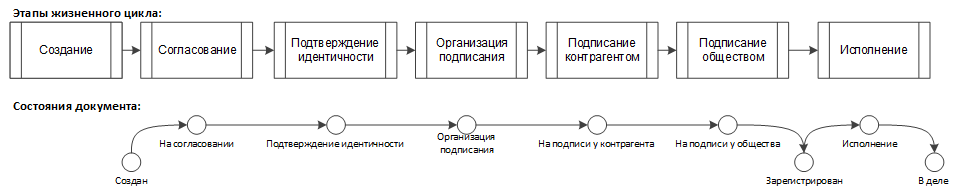 Этапы жизненного цикла:
Создание
Согласование
Подтверждение
идентичности
Организация
подписания
Подписание
контрагентом
Подписание
обществом
Исполнение
Состояния документа:
Создан
На согласовании
Подтверждение идентичности
Организация
подписания
На подписи у контрагента
На подписи у общества
Зарегистрирован
Исполнение
В деле